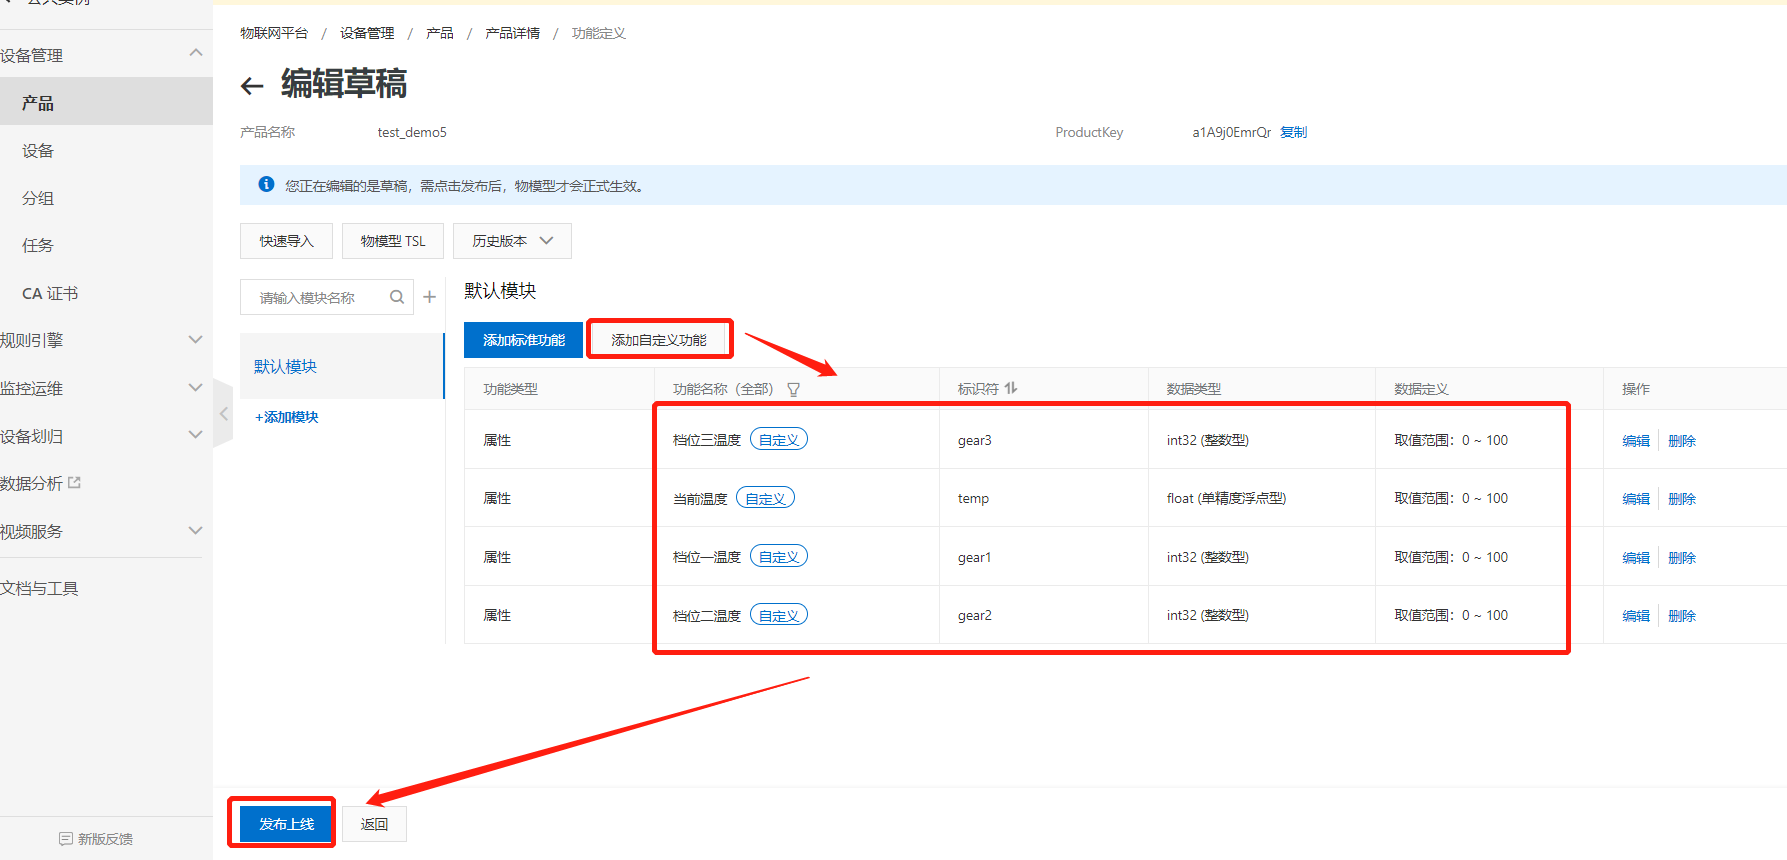 物联网平台 / 设备管理 / 产品 / 产品详情 / 功能定义
设备管理
产品
设备
分组
任务
CA 证书
规则引擎
监控运维
设备划归
数据分析
视频服务
文档与工具
新版反馈
编辑草稿
产品名称 test_demo5 ProductKey a1A9j0EmrQr 复制
您正在编辑的是草稿，需点击发布后，物模型才会正式生效。
快速导入 物模型 TSL 历史版本
请输入模块名称 +
默认模块
+添加模块
默认模块
添加标准功能 添加自定义功能
功能类型 功能名称（全部） 标识符 数据类型 数据定义 操作
属性 档位三温度 自定义 gear3 int32 (整数型) 取值范围：0 ~ 100 编辑 删除
属性 当前温度 自定义 temp float (单精度浮点型) 取值范围：0 ~ 100 编辑 删除
属性 档位一温度 自定义 gear1 int32 (整数型) 取值范围：0 ~ 100 编辑 删除
属性 档位二温度 自定义 gear2 int32 (整数型) 取值范围：0 ~ 100 编辑 删除
发布上线 返回